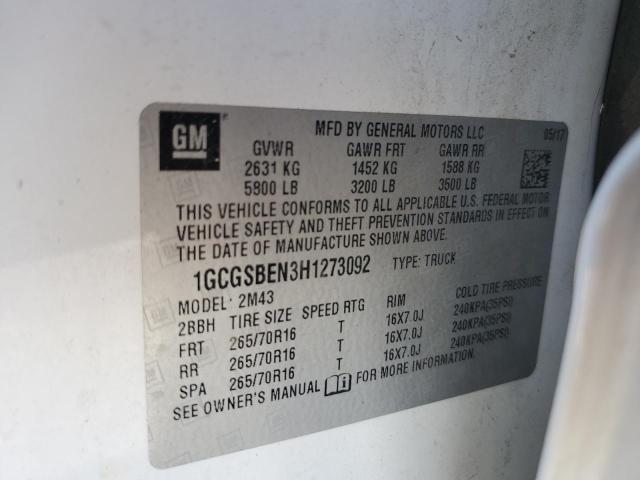 GM
MFD BY GENERAL MOTORS LLC 05/17
GVWR GAWR FRT GAWR RR
2631 KG 1452 KG 1588 KG
5800 LB 3200 LB 3500 LB
THIS VEHICLE CONFORMS TO ALL APPLICABLE U.S. FEDERAL MOTOR
VEHICLE SAFETY AND THEFT PREVENTION STANDARDS IN EFFECT ON
THE DATE OF MANUFACTURE SHOWN ABOVE.
1GCGSBEN3H1273092 TYPE: TRUCK
MODEL: 2M43
2BBH TIRE SIZE SPEED RTG RIM COLD TIRE PRESSURE
FRT 265/70R16 T 16X7.0J 240KPA(35PSI)
RR 265/70R16 T 16X7.0J 240KPA(35PSI)
SPA 265/70R16 T 16X7.0J 240KPA(35PSI)
SEE OWNER'S MANUAL FOR MORE INFORMATION.